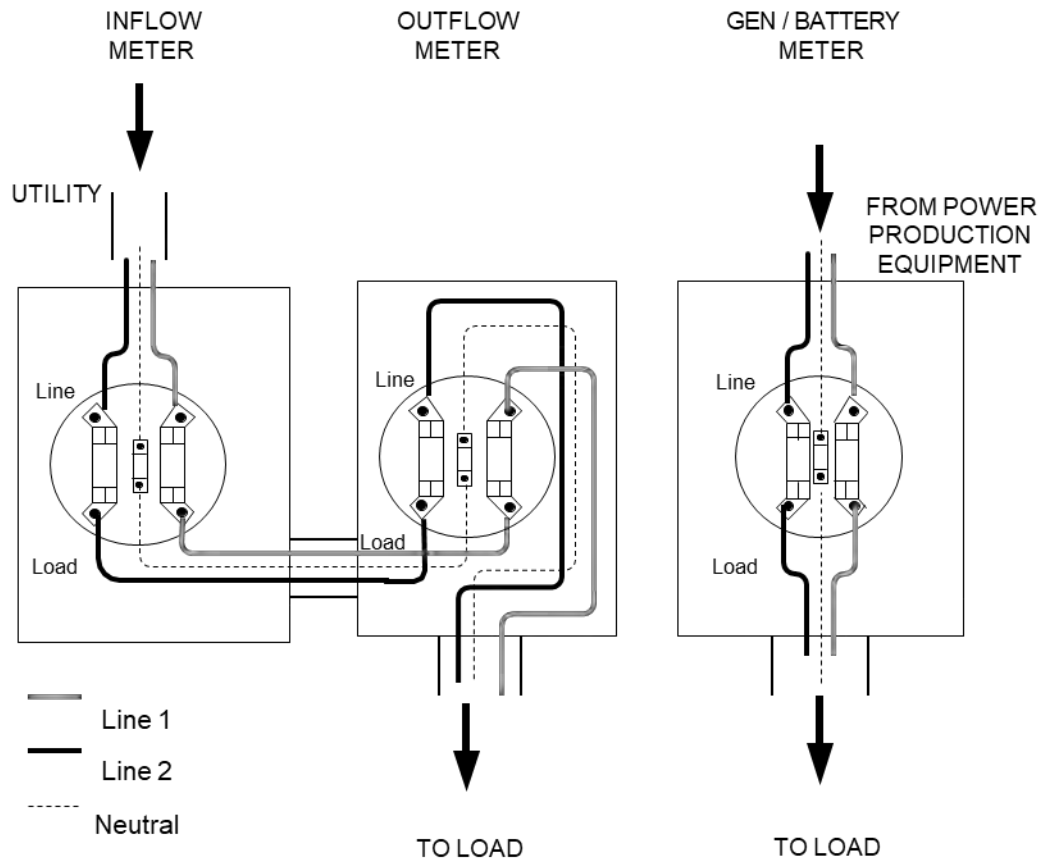 INFLOW
METER
OUTFLOW
METER
GEN / BATTERY
METER
UTILITY
FROM POWER
PRODUCTION
EQUIPMENT
Line
Line
Line
Load
Load
Load
Line 1
Line 2
Neutral
TO LOAD
TO LOAD